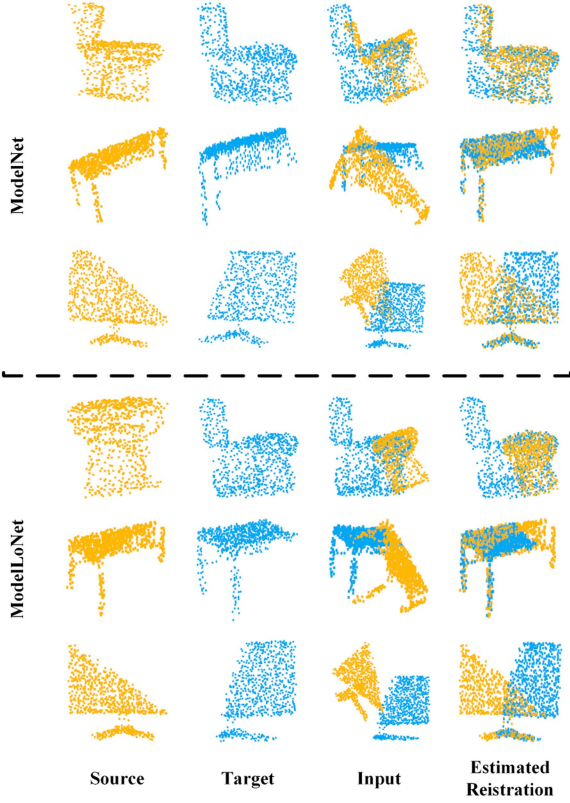 ModelNet
ModelLoNet
Source
Target
Input
Estimated
Reistration